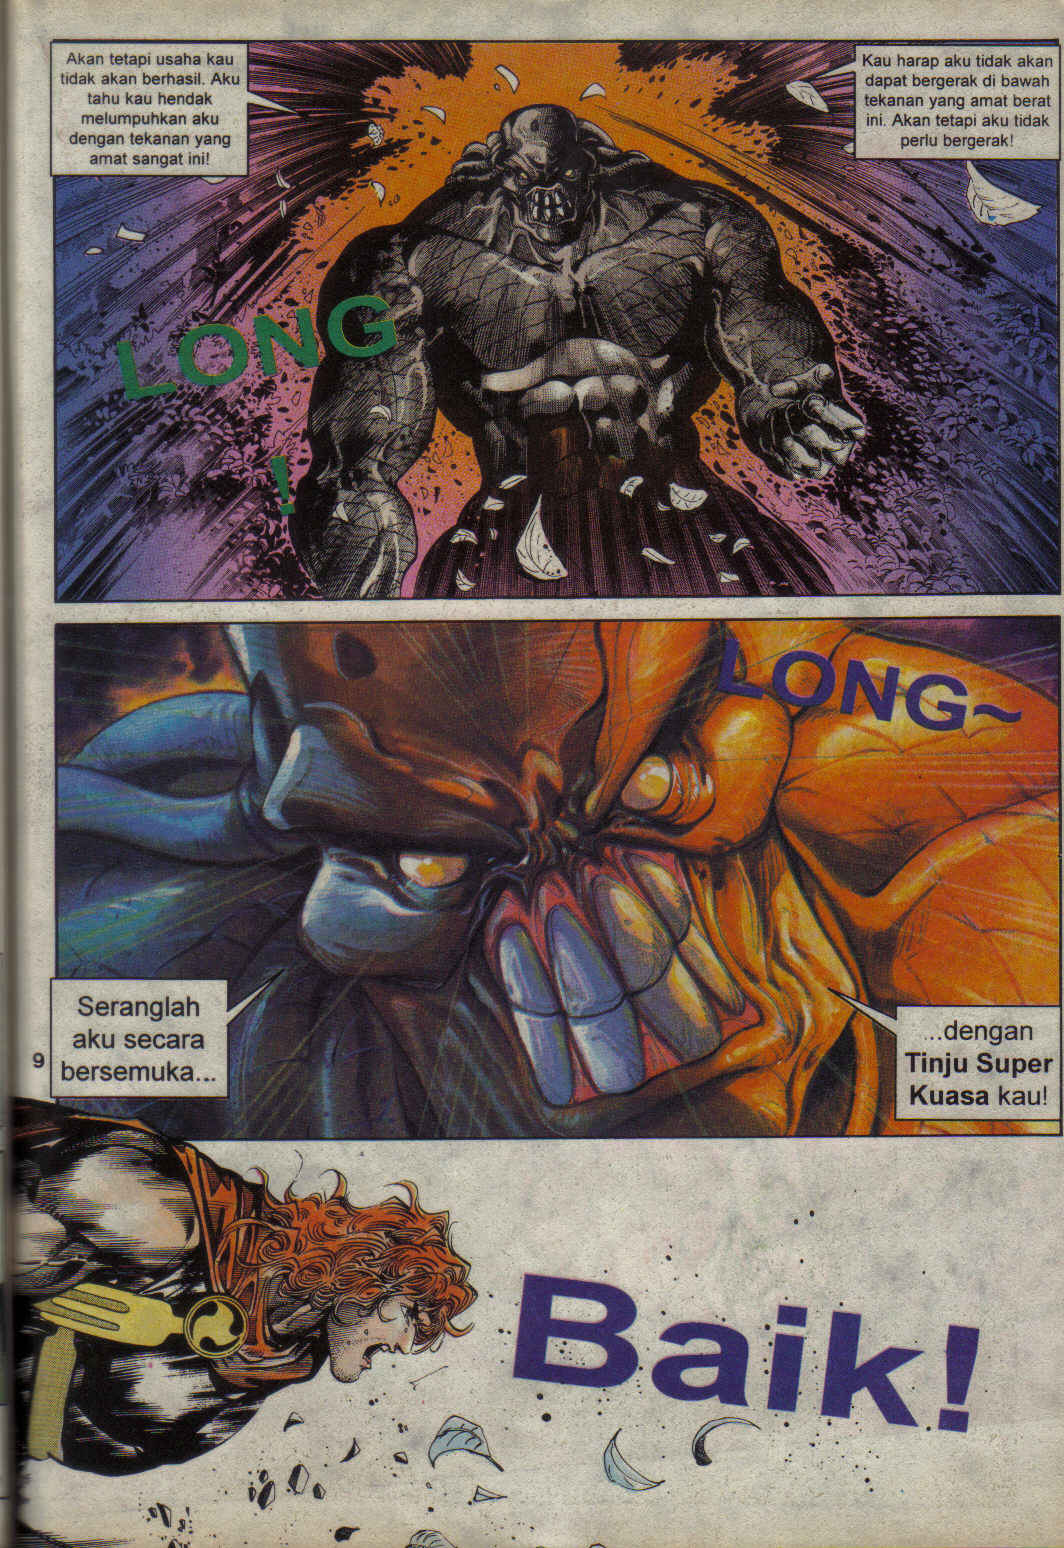 Akan tetapi usaha kau
tidak akan berhasil. Aku
tahu kau hendak
melumpuhkan aku
dengan tekanan yang
amat sangat ini!
Kau harap aku tidak akan
dapat bergerak di bawah
tekanan yang amat berat
ini. Akan tetapi aku tidak
perlu bergerak!
LONG
!
LONG~
Seranglah
aku secara
bersemuka...
...dengan
Tinju Super
Kuasa kau!
9
Baik!